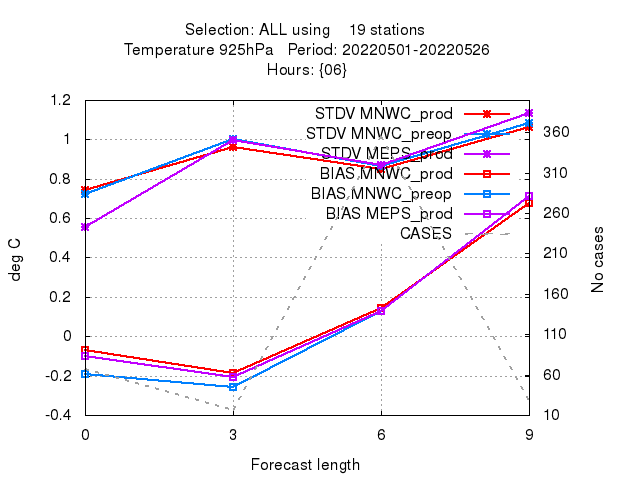 Selection: ALL using    19 stations
Temperature 925hPa   Period: 20220501-20220526
Hours: {06}
STDV MNWC_prod
STDV MNWC_preop
STDV MEPS_prod
BIAS MNWC_prod
BIAS MNWC_preop
BIAS MEPS_prod
CASES
deg C
1.2
1
0.8
0.6
0.4
0.2
0
-0.2
-0.4
360
310
260
210
160
110
60
10
No cases
0 3 6 9
Forecast length